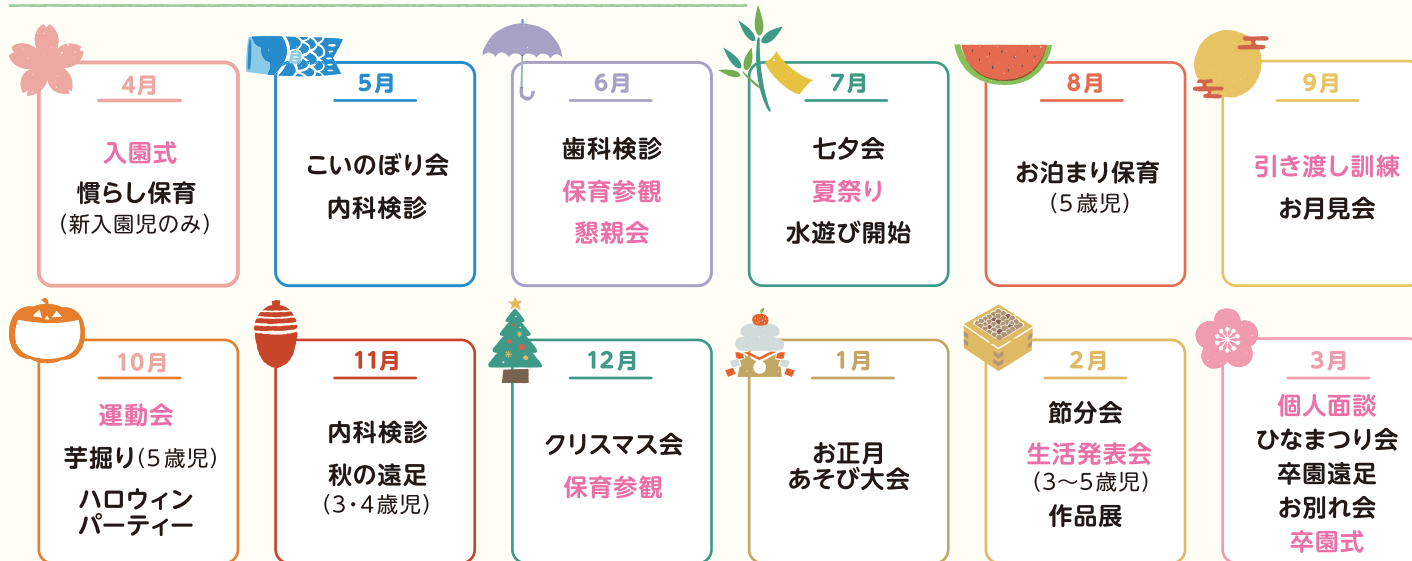 4月
入園式
慣らし保育
(新入園児のみ)
5月
こいのぼり会
内科検診
6月
歯科検診
保育参観
懇親会
7月
七夕会
夏祭り
水遊び開始
8月
お泊まり保育
(5歳児)
9月
引き渡し訓練
お月見会
10月
運動会
芋掘り(5歳児)
ハロウィン
パーティー
11月
内科検診
秋の遠足
(3・4歳児)
12月
クリスマス会
保育参観
1月
お正月
あそび大会
2月
節分会
生活発表会
(3〜5歳児)
作品展
3月
個人面談
ひなまつり会
卒園遠足
お別れ会
卒園式